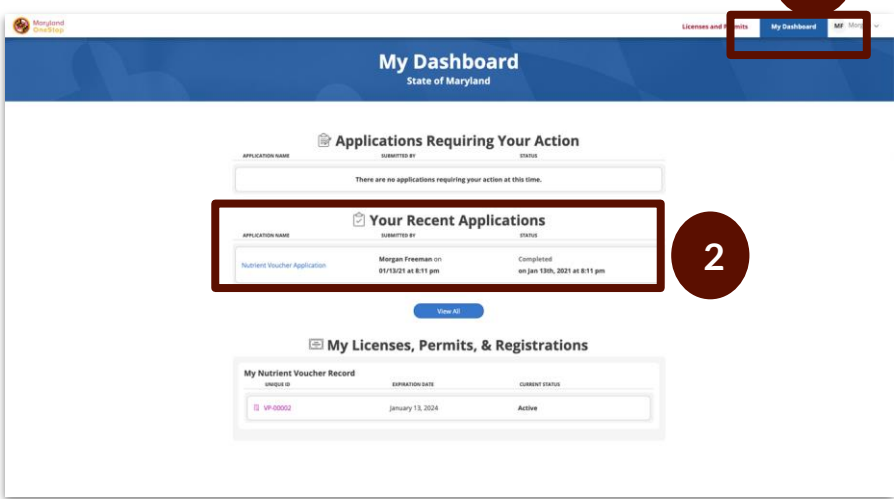 Maryland
OneStop
Licenses and Permits
My Dashboard
MF
My Dashboard
State of Maryland
Applications Requiring Your Action
APPLICATION NAME SUBMITTED BY STATUS
There are no applications requiring your action at this time.
Your Recent Applications
APPLICATION NAME SUBMITTED BY STATUS
Nutrient Voucher Application
Morgan Freeman on
01/13/21 at 8:11 pm
Completed
on Jan 13th, 2021 at 8:11 pm
2
View All
My Licenses, Permits, & Registrations
My Nutrient Voucher Record
UNIQUE ID EXPIRATION DATE CURRENT STATUS
VP-00002 January 13, 2024 Active